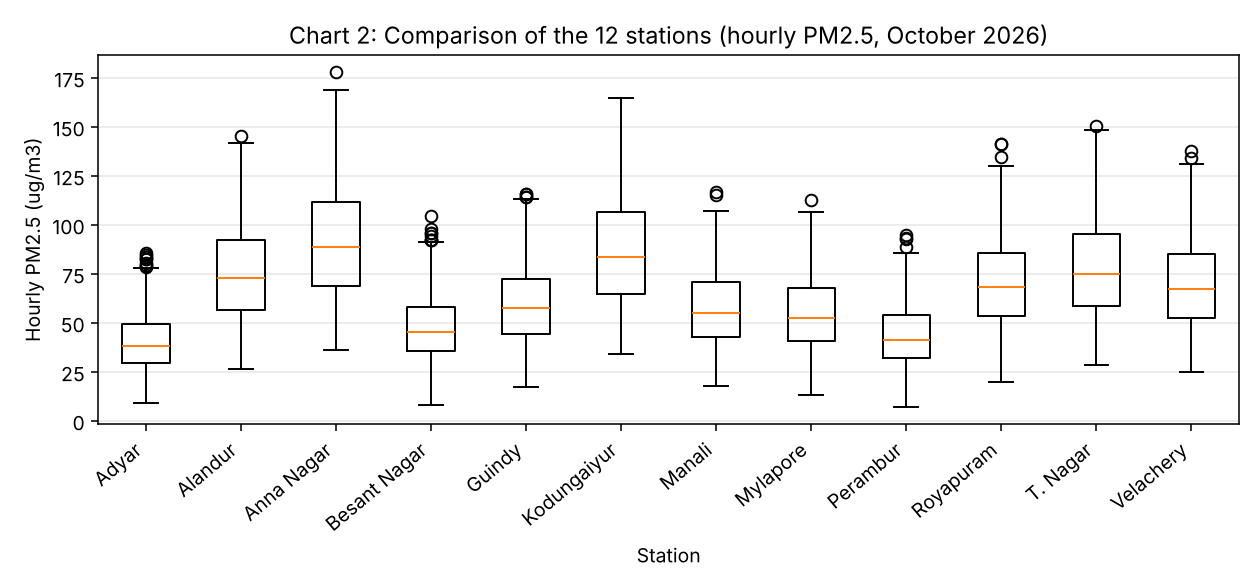 Chart 2: Comparison of the 12 stations (hourly PM2.5, October 2026)
Hourly PM2.5 (ug/m3)
175
150
125
100
75
50
25
0
Adyar
Alandur
Anna Nagar
Besant Nagar
Guindy
Kodungaiyur
Manali
Mylapore
Perambur
Royapuram
T. Nagar
Velachery
Station